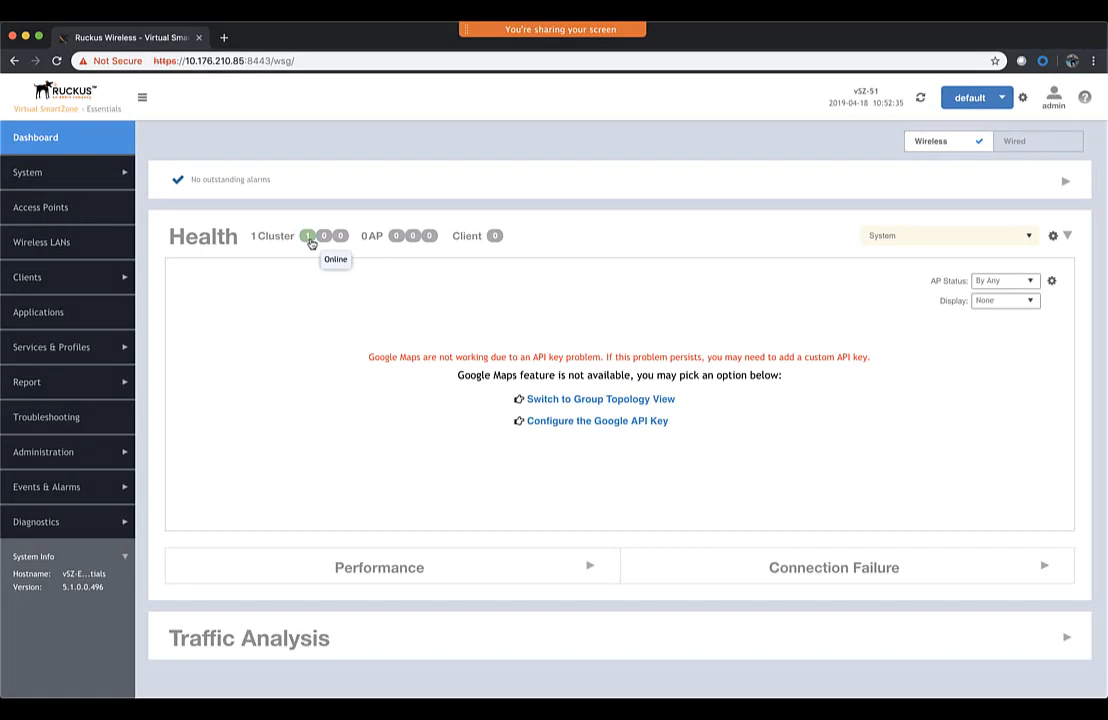 You're sharing your screen
Ruckus Wireless - Virtual Sma
Not Secure https://10.176.210.85:8443/wsg/
RUCKUS™
Virtual SmartZone - Essentials
vSZ-51
2019-04-18 10:52:35
default
admin
Dashboard
System
Access Points
Wireless LANs
Clients
Applications
Services & Profiles
Report
Troubleshooting
Administration
Events & Alarms
Diagnostics
System Info
Hostname: vSZ-E...tials
Version: 5.1.0.0.496
Wireless Wired
No outstanding alarms
Health 1 Cluster 1 0 0 0 AP 0 0 0 Client 0 System
Online
AP Status: By Any
Display: None
Google Maps are not working due to an API key problem. If this problem persists, you may need to add a custom API key.
Google Maps feature is not available, you may pick an option below:
Switch to Group Topology View
Configure the Google API Key
Performance Connection Failure
Traffic Analysis